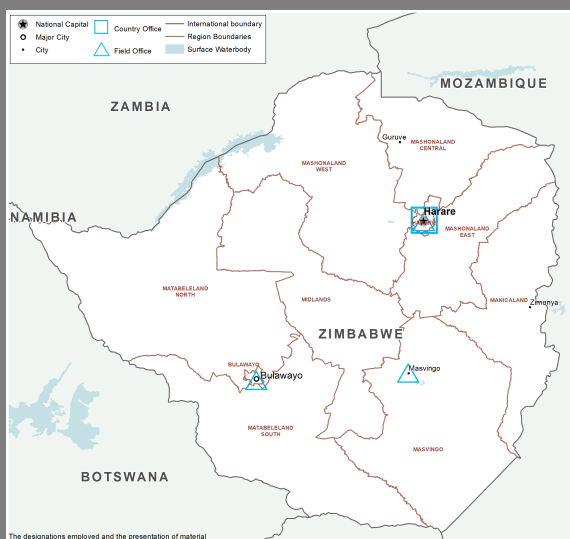 National Capital
Major City
City
Country Office
Field Office
International boundary
Region Boundaries
Surface Waterbody
MOZAMBIQUE
ZAMBIA
Guruve
MASHONALAND
CENTRAL
MASHONALAND
WEST
Harare
NAMIBIA
MASHONALAND
EAST
MATABELELAND
NORTH
MIDLANDS
MANICALAND
Zimonya
ZIMBABWE
BULAWAYO
Bulawayo
Masvingo
MATABELELAND
SOUTH
MASVINGO
BOTSWANA
The designations employed and the presentation of material